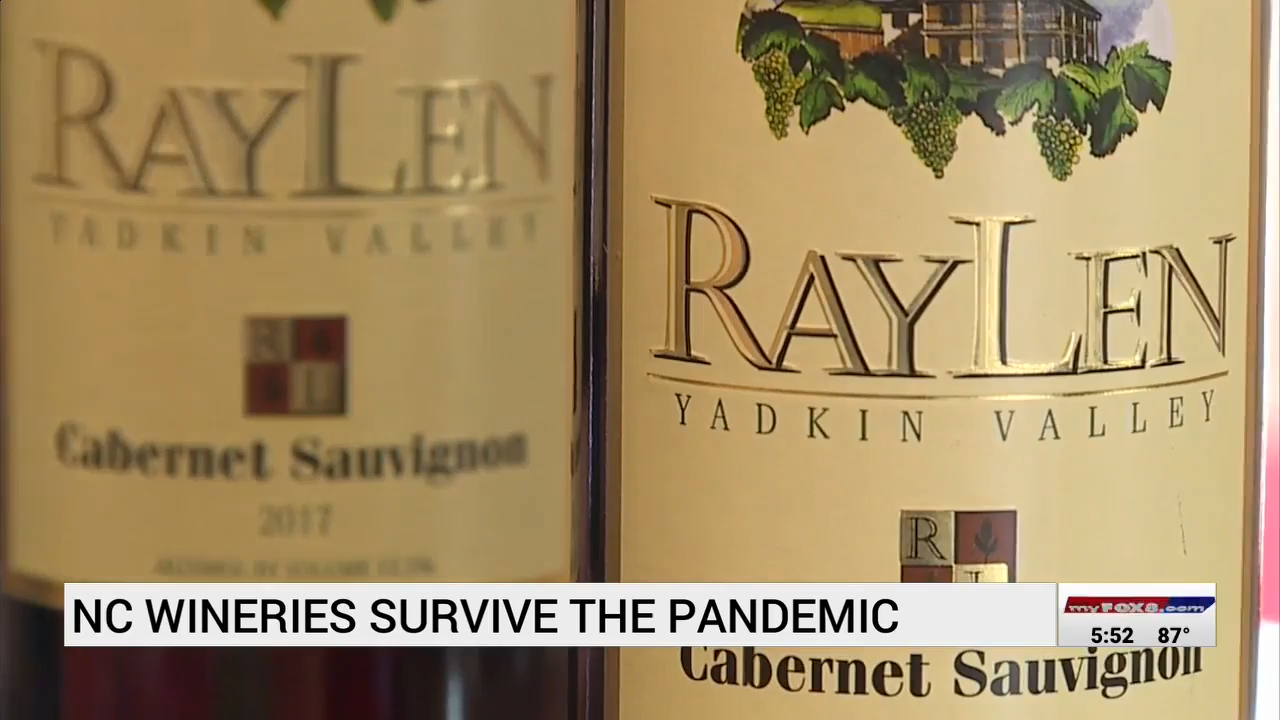 RAYLEN
YADKIN VALLEY
R
L
Cabernet Sauvignon
2017
RAYLEN
YADKIN VALLEY
R
L
Cabernet Sauvignon
NC WINERIES SURVIVE THE PANDEMIC
myFOX8.com
5:52 87°